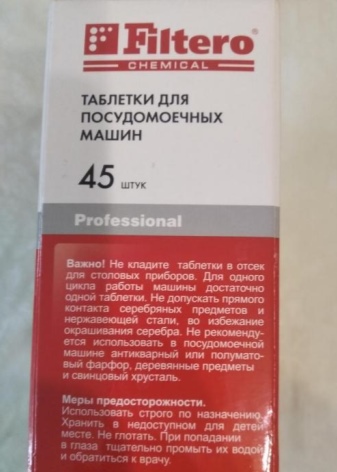 Filtero
CHEMICAL
ТАБЛЕТКИ ДЛЯ
ПОСУДОМОЕЧНЫХ
МАШИН
45 ШТУК
Professional
Важно! Не кладите таблетки в отсек
для столовых приборов. Для одного
цикла работы машины достаточно
одной таблетки. Не допускать прямого
контакта серебряных предметов и
нержавеющей стали, во избежание
окрашивания серебра. Не рекоменду-
ется использовать в посудомоечной
машине антикварный или полумато-
вый фарфор, деревянные предметы
и свинцовый хрусталь.
Меры предосторожности.
Использовать строго по назначению.
Хранить в недоступном для детей
месте. Не глотать. При попадании
в глаза тщательно промыть их водой
и обратиться к врачу.